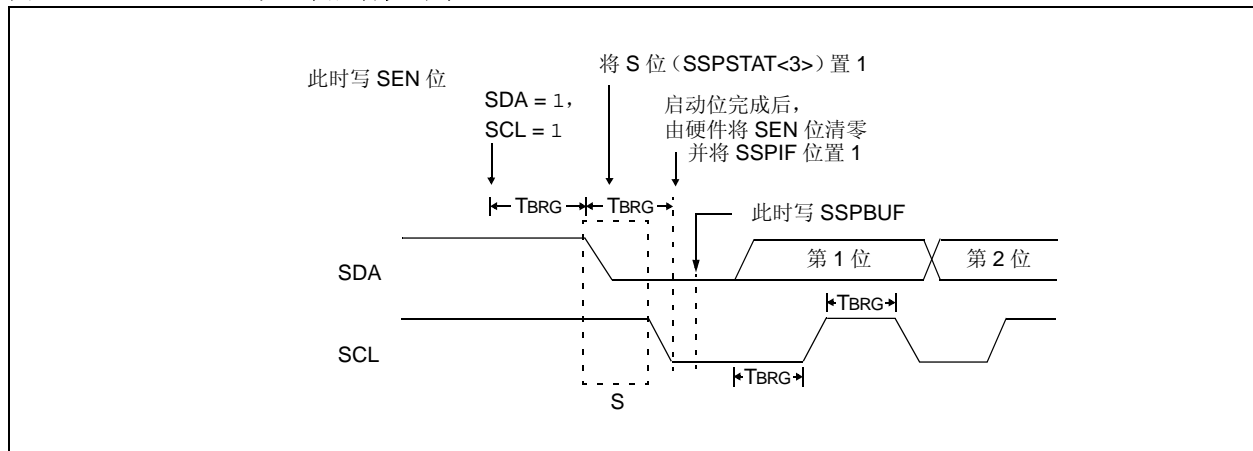 此时写 SEN 位
将 S 位（SSPSTAT<3>）置 1
SDA = 1，
SCL = 1
启动位完成后，
由硬件将 SEN 位清零
并将 SSPIF 位置 1
TBRG
TBRG
此时写 SSPBUF
SDA
第 1 位
第 2 位
TBRG
SCL
TBRG
S